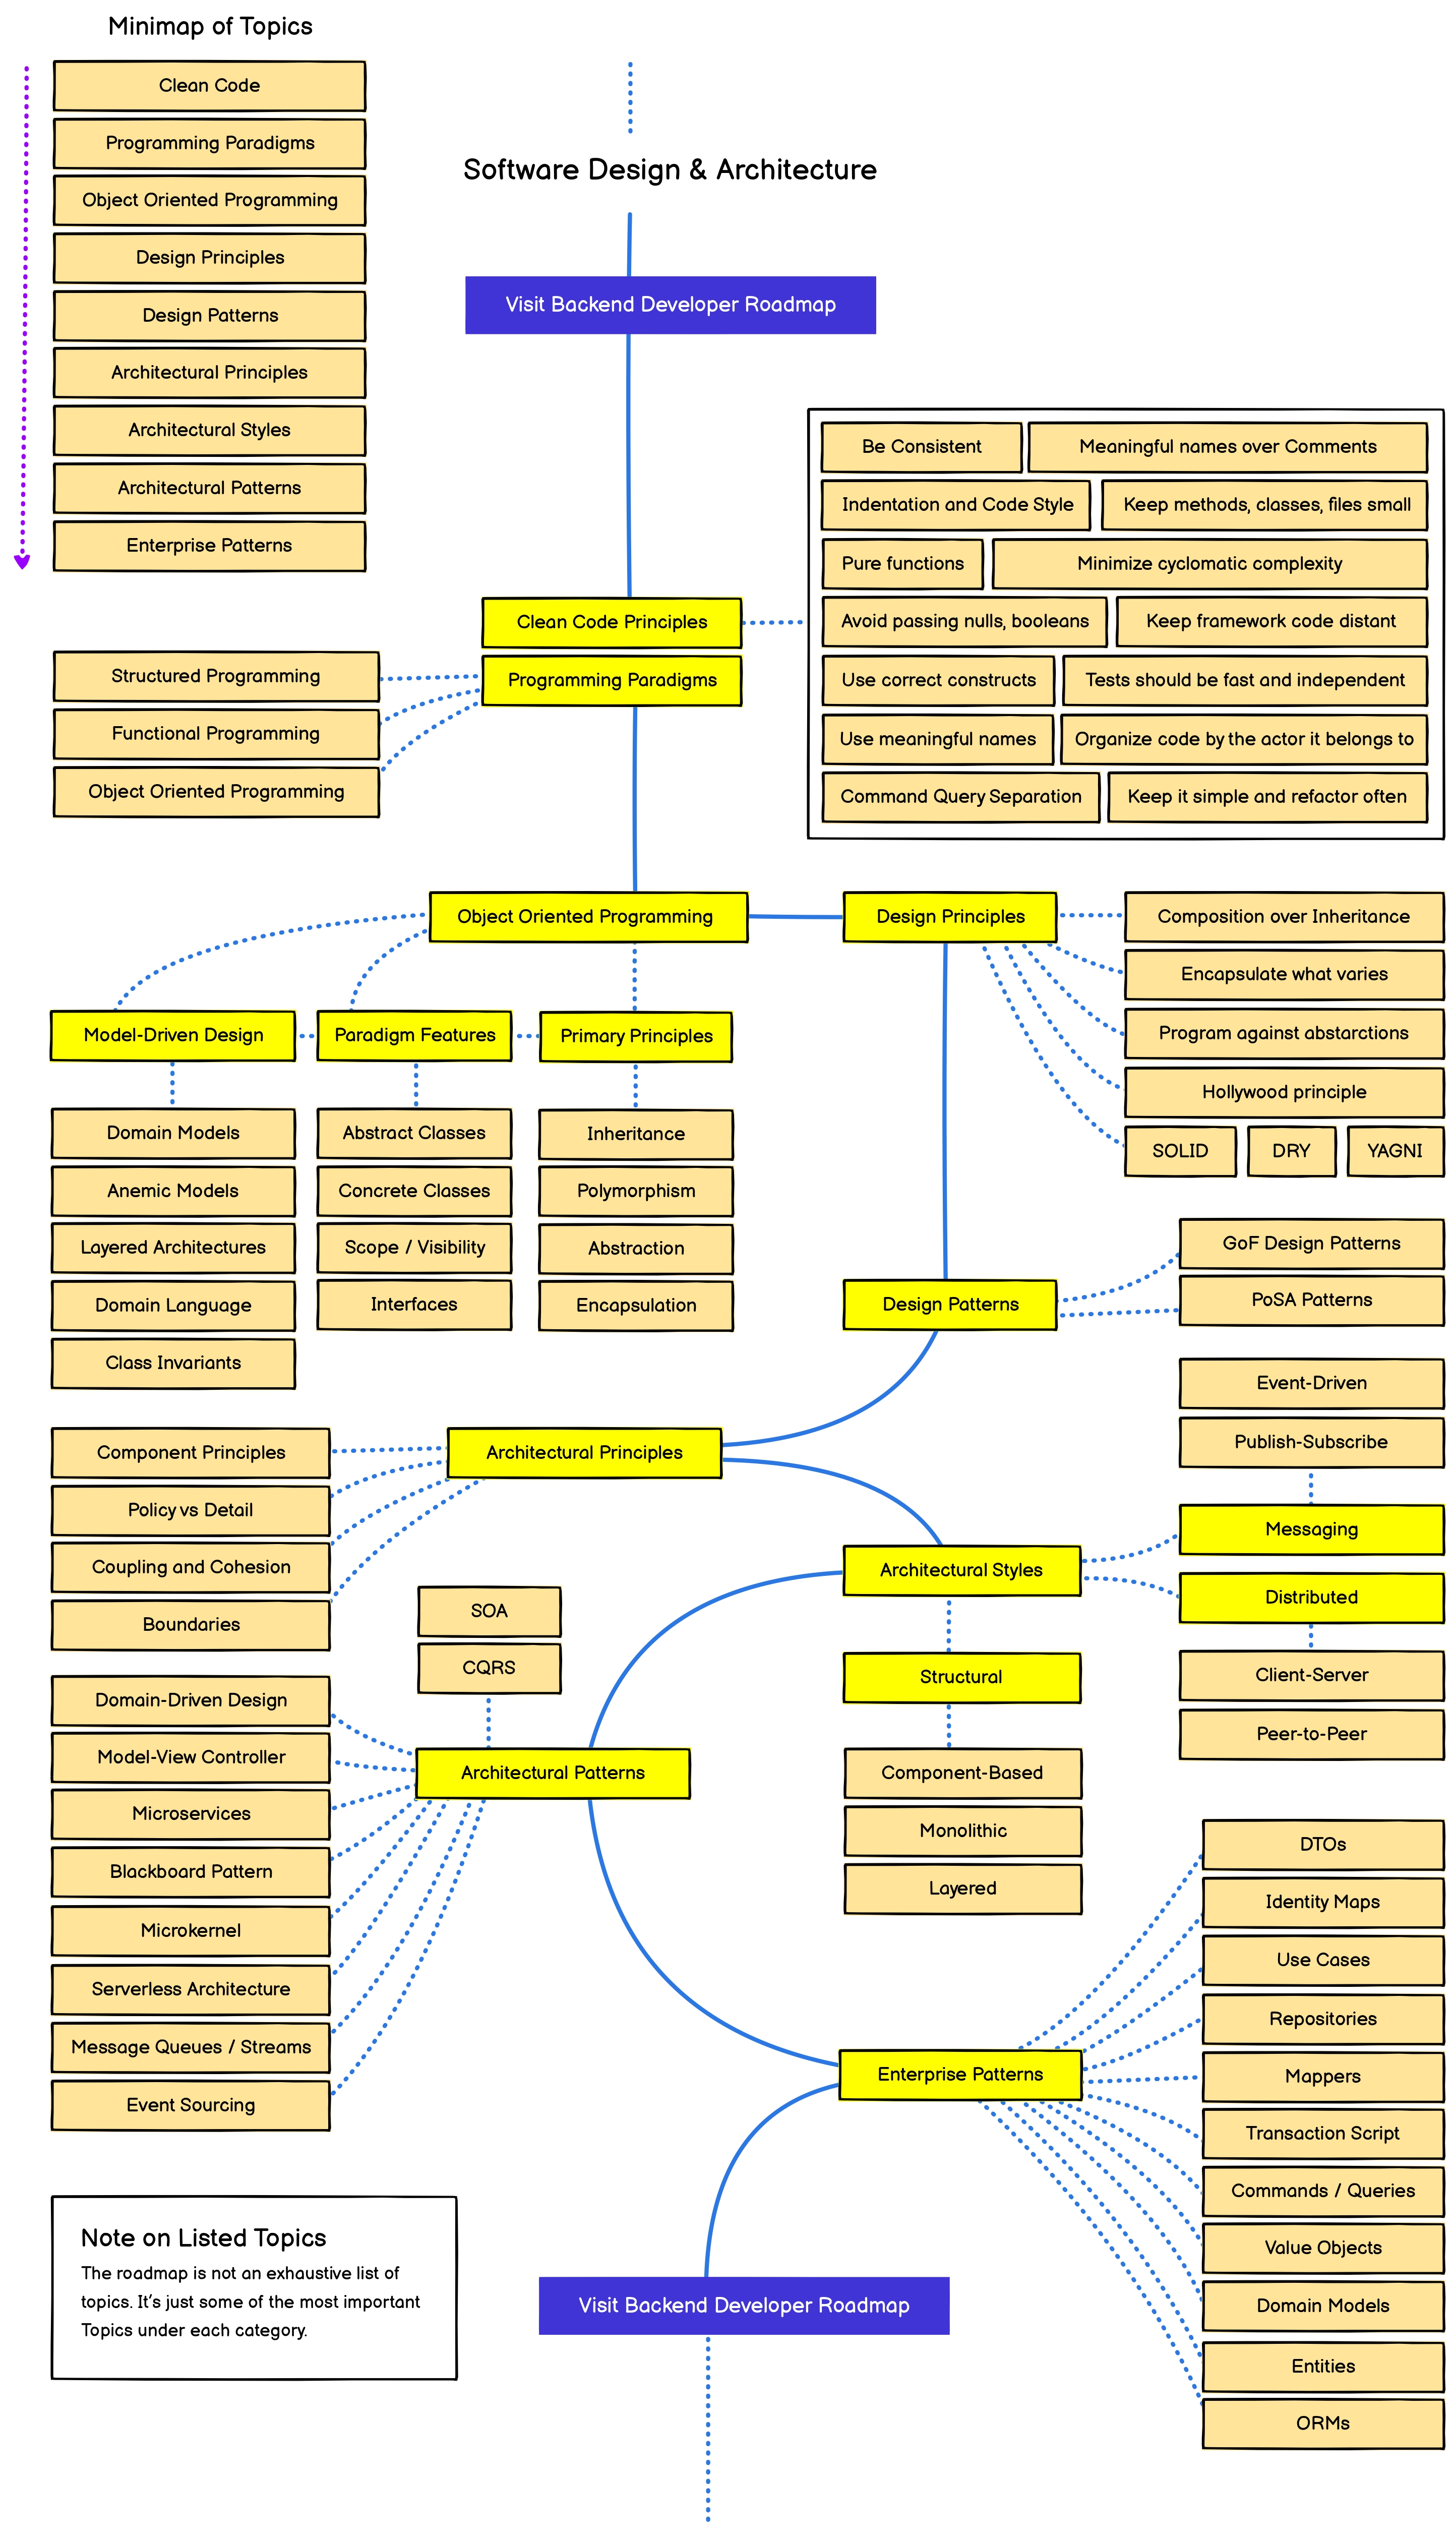 Minimap of Topics
Clean Code
Programming Paradigms
Object Oriented Programming
Design Principles
Design Patterns
Architectural Principles
Architectural Styles
Architectural Patterns
Enterprise Patterns
Software Design & Architecture
Visit Backend Developer Roadmap
Be Consistent
Meaningful names over Comments
Indentation and Code Style
Keep methods, classes, files small
Pure functions
Minimize cyclomatic complexity
Avoid passing nulls, booleans
Keep framework code distant
Use correct constructs
Tests should be fast and independent
Use meaningful names
Organize code by the actor it belongs to
Command Query Separation
Keep it simple and refactor often
Clean Code Principles
Programming Paradigms
Structured Programming
Functional Programming
Object Oriented Programming
Object Oriented Programming
Design Principles
Composition over Inheritance
Encapsulate what varies
Program against abstarctions
Hollywood principle
SOLID
DRY
YAGNI
Model-Driven Design
Paradigm Features
Primary Principles
Domain Models
Anemic Models
Layered Architectures
Domain Language
Class Invariants
Abstract Classes
Concrete Classes
Scope / Visibility
Interfaces
Inheritance
Polymorphism
Abstraction
Encapsulation
Design Patterns
GoF Design Patterns
PoSA Patterns
Architectural Principles
Component Principles
Policy vs Detail
Coupling and Cohesion
Boundaries
Event-Driven
Publish-Subscribe
Messaging
Architectural Styles
Distributed
Client-Server
Peer-to-Peer
Structural
Component-Based
Monolithic
Layered
SOA
CQRS
Architectural Patterns
Domain-Driven Design
Model-View Controller
Microservices
Blackboard Pattern
Microkernel
Serverless Architecture
Message Queues / Streams
Event Sourcing
Enterprise Patterns
DTOs
Identity Maps
Use Cases
Repositories
Mappers
Transaction Script
Commands / Queries
Value Objects
Domain Models
Entities
ORMs
Note on Listed Topics
The roadmap is not an exhaustive list of
topics. It's just some of the most important
Topics under each category.
Visit Backend Developer Roadmap